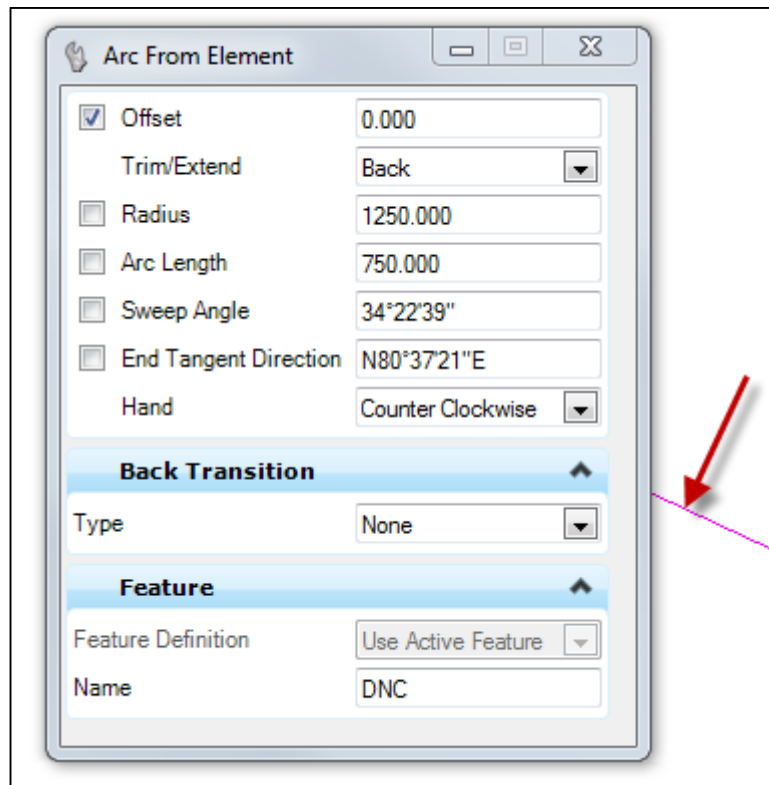 Arc From Element
Offset 0.000
Trim/Extend Back
Radius 1250.000
Arc Length 750.000
Sweep Angle 34°22'39"
End Tangent Direction N80°37'21"E
Hand Counter Clockwise
Back Transition
Type None
Feature
Feature Definition Use Active Feature
Name DNC